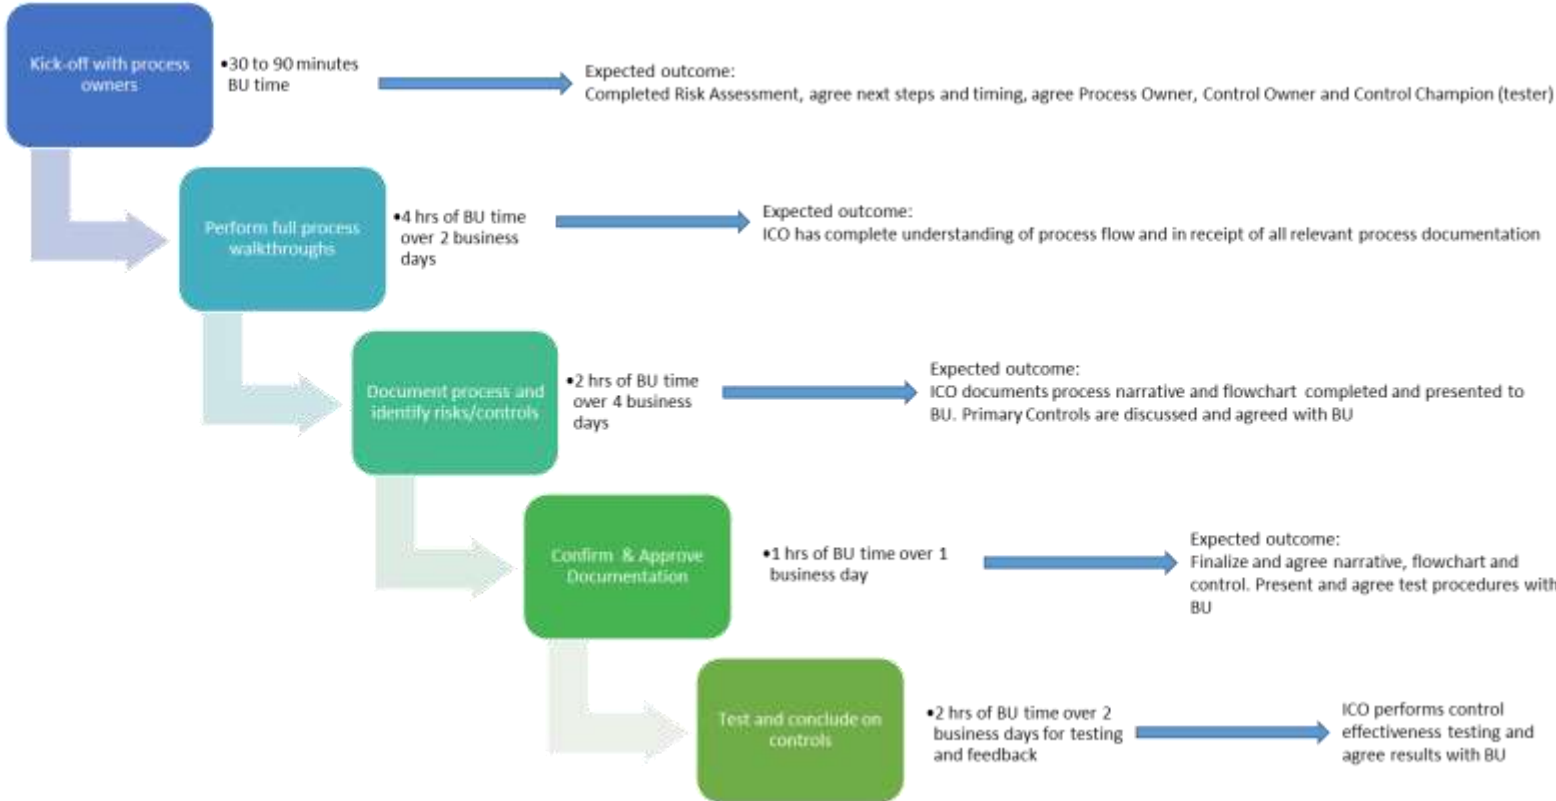 Kick-off with process
owners
•30 to 90 minutes
BU time
Expected outcome:
Completed Risk Assessment, agree next steps and timing, agree Process Owner, Control Owner and Control Champion (tester)
Perform full process
walkthroughs
•4 hrs of BU time
over 2 business
days
Expected outcome:
ICO has complete understanding of process flow and in receipt of all relevant process documentation
Document process and
identify risks/controls
•2 hrs of BU time
over 4 business
days
Expected outcome:
ICO documents process narrative and flowchart completed and presented to
BU. Primary Controls are discussed and agreed with BU
Confirm & Approve
Documentation
•1 hrs of BU time over 1
business day
Expected outcome:
Finalize and agree narrative, flowchart and
control. Present and agree test procedures with
BU
Test and conclude on
controls
•2 hrs of BU time over 2
business days for testing
and feedback
ICO performs control
effectiveness testing and
agree results with BU